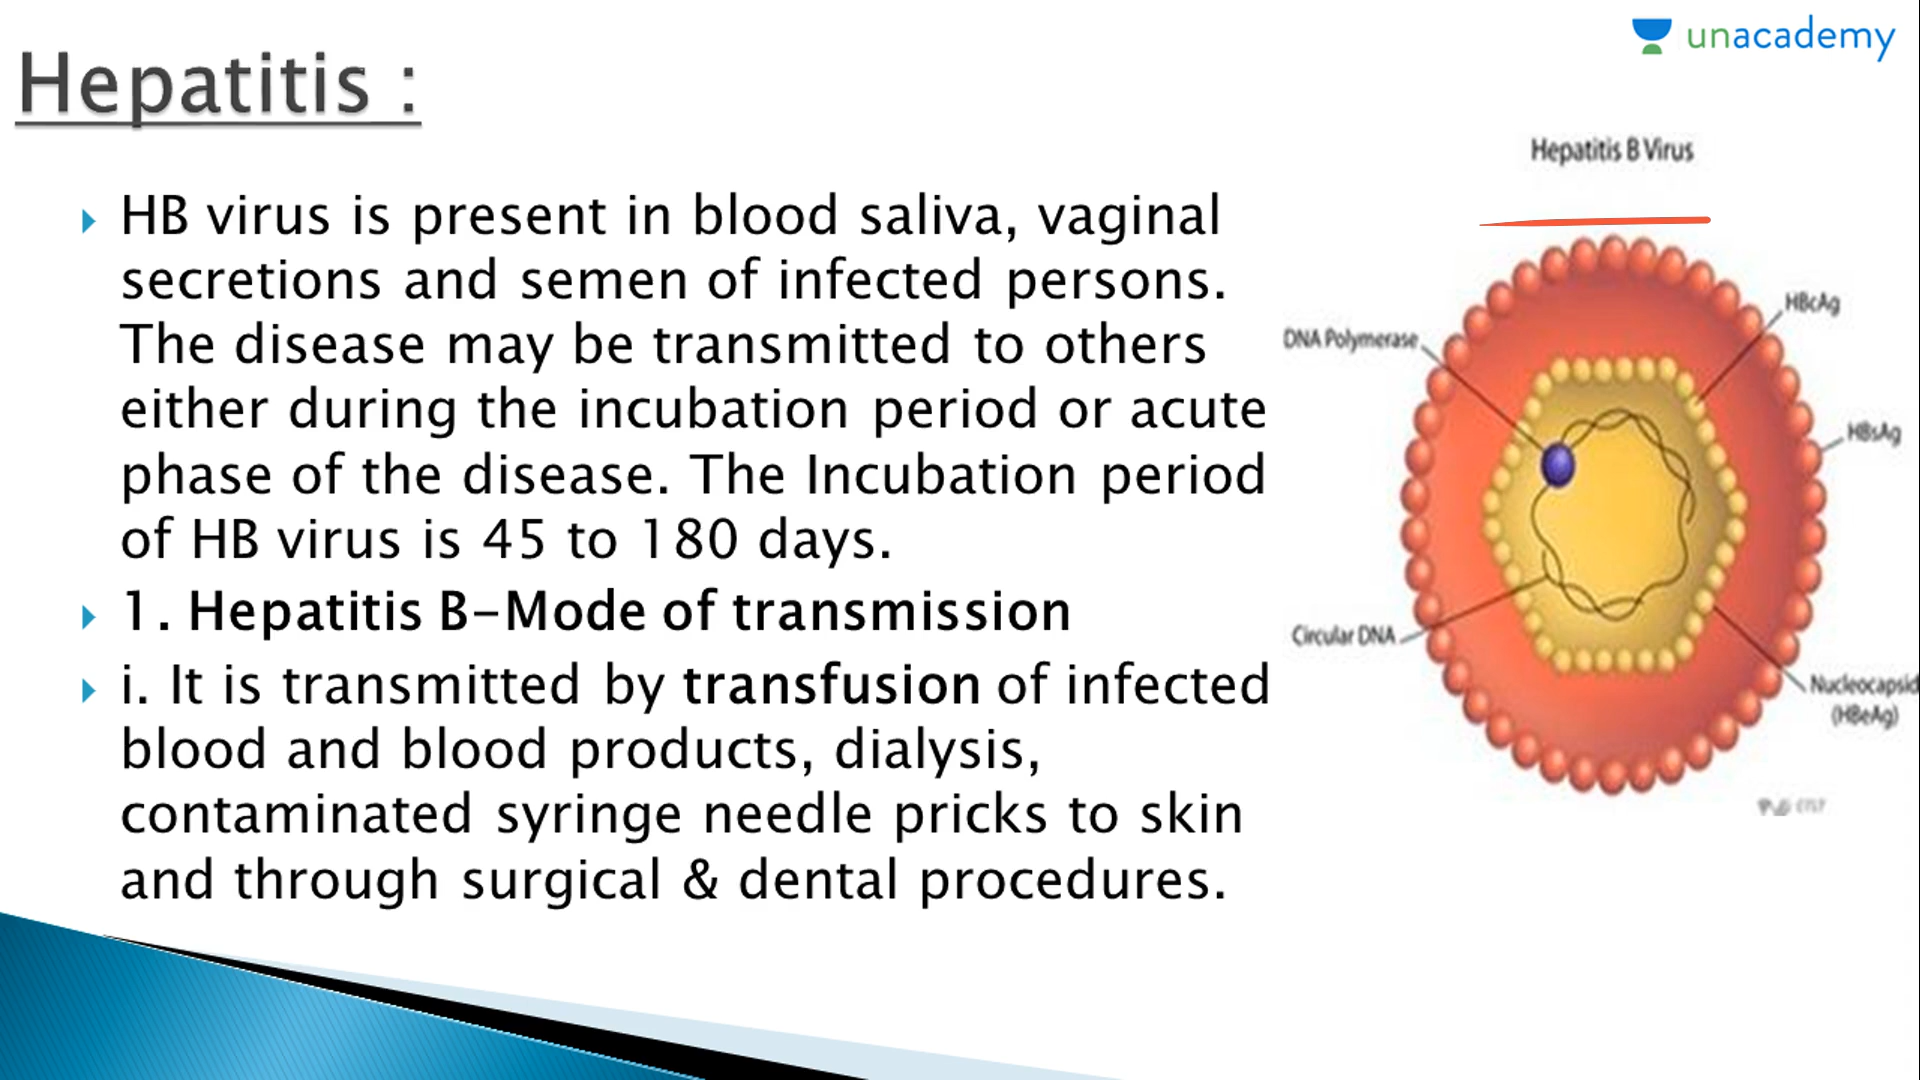 unacademy
Hepatitis :
HB virus is present in blood saliva, vaginal
secretions and semen of infected persons.
The disease may be transmitted to others
either during the incubation period or acute
phase of the disease. The Incubation period
of HB virus is 45 to 180 days.
1. Hepatitis B-Mode of transmission
i. It is transmitted by transfusion of infected
blood and blood products, dialysis,
contaminated syringe needle pricks to skin
and through surgical & dental procedures.
Hepatitis B Virus
HBcAg
DNA Polymerase
HBsAg
Circular DNA
Nucleocapsid
(HBeAg)